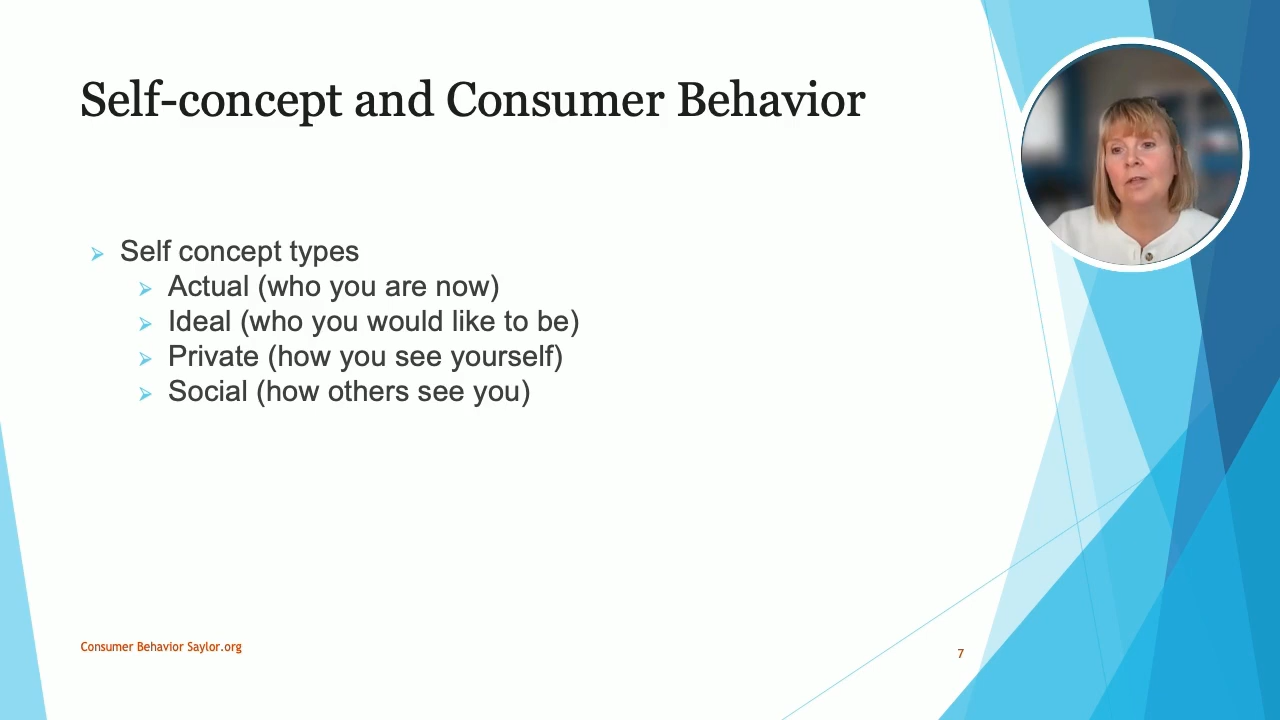 Self-concept and Consumer Behavior
Self concept types
Actual (who you are now)
Ideal (who you would like to be)
Private (how you see yourself)
Social (how others see you)
Consumer Behavior Saylor.org
7